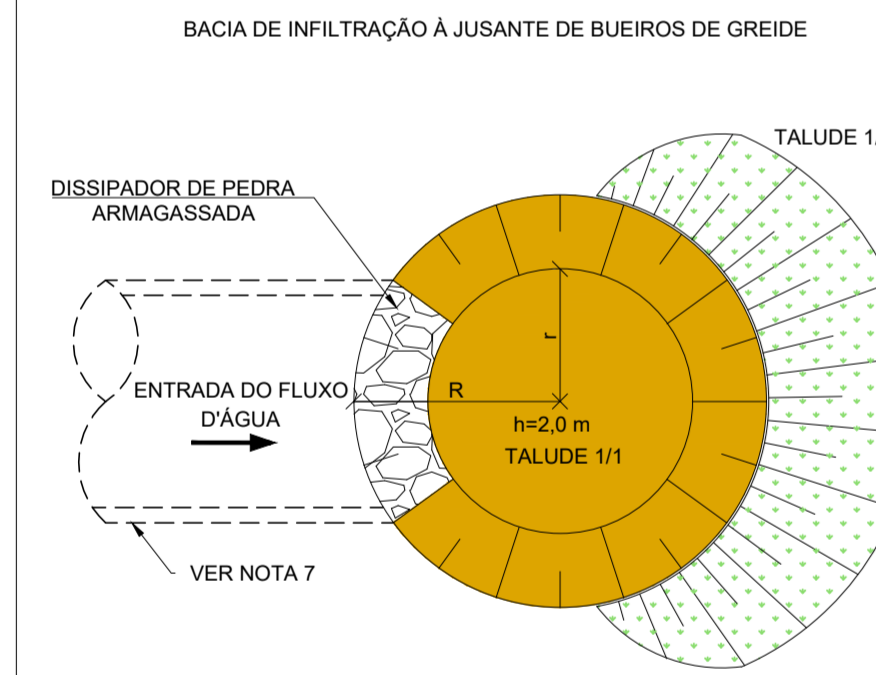 BACIA DE INFILTRAÇÃO À JUSANTE DE BUEIROS DE GREIDE
TALUDE 1/
DISSIPADOR DE PEDRA
ARMAGASSADA
r
ENTRADA DO FLUXO
D'ÁGUA
R
h=2,0 m
TALUDE 1/1
VER NOTA 7